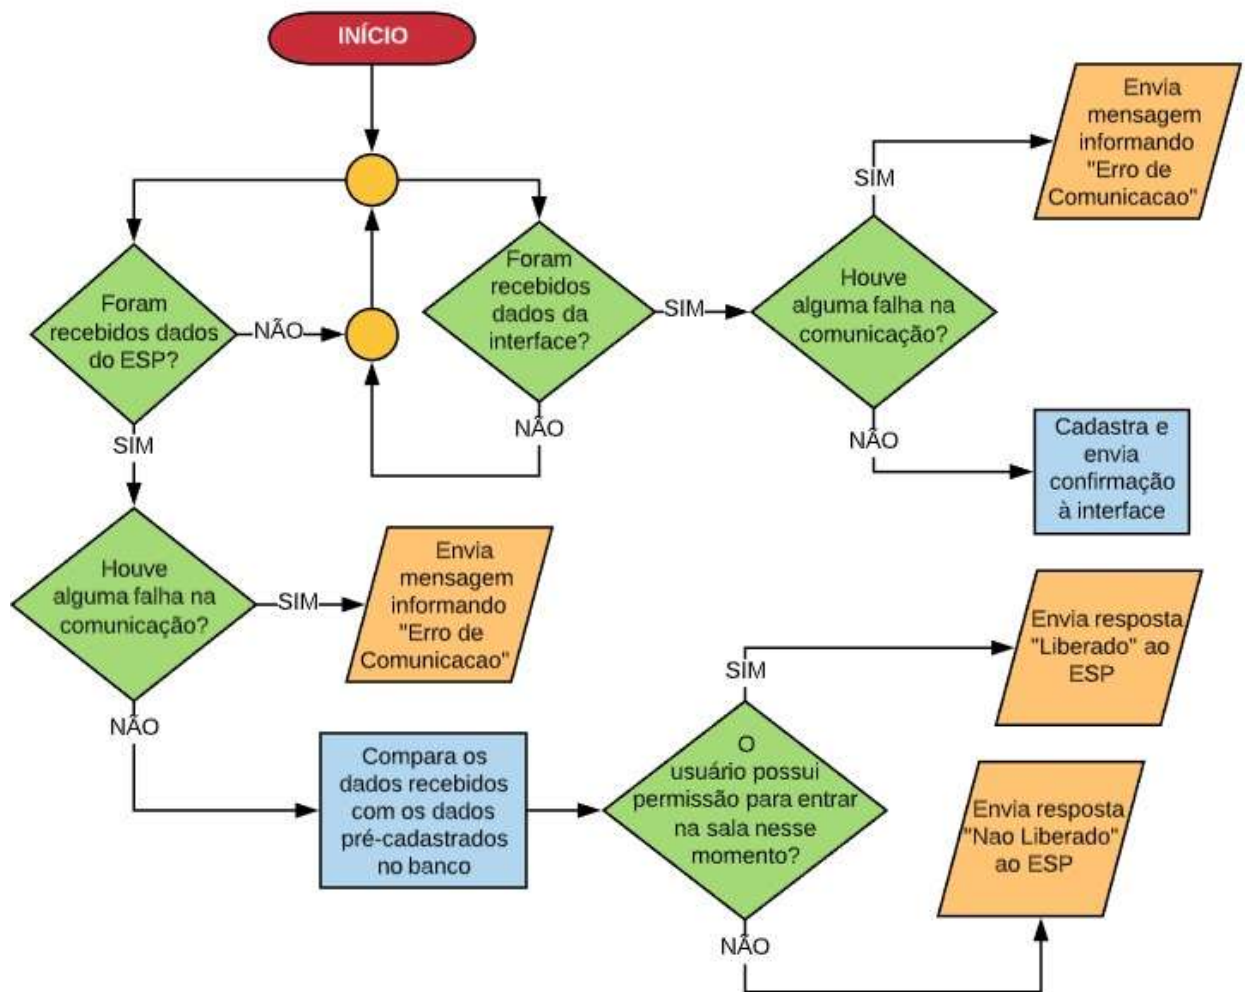 INÍCIO
Envia
mensagem
informando
"Erro de
Comunicacao"
SIM
Foram
recebidos dados
do ESP?
NÃO
Foram
recebidos
dados da
interface?
SIM
Houve
alguma falha na
comunicação?
NÃO
NÃO
SIM
Cadastra e
envia
confirmação
à interface
Houve
alguma falha na
comunicação?
SIM
Envia
mensagem
informando
"Erro de
Comunicacao"
NÃO
Compara os
dados recebidos
com os dados
pré-cadastrados
no banco
SIM
Envia resposta
"Liberado" ao
ESP
O
usuário possui
permissão para entrar
na sala nesse
momento?
Envia resposta
"Nao Liberado"
ao ESP
NÃO